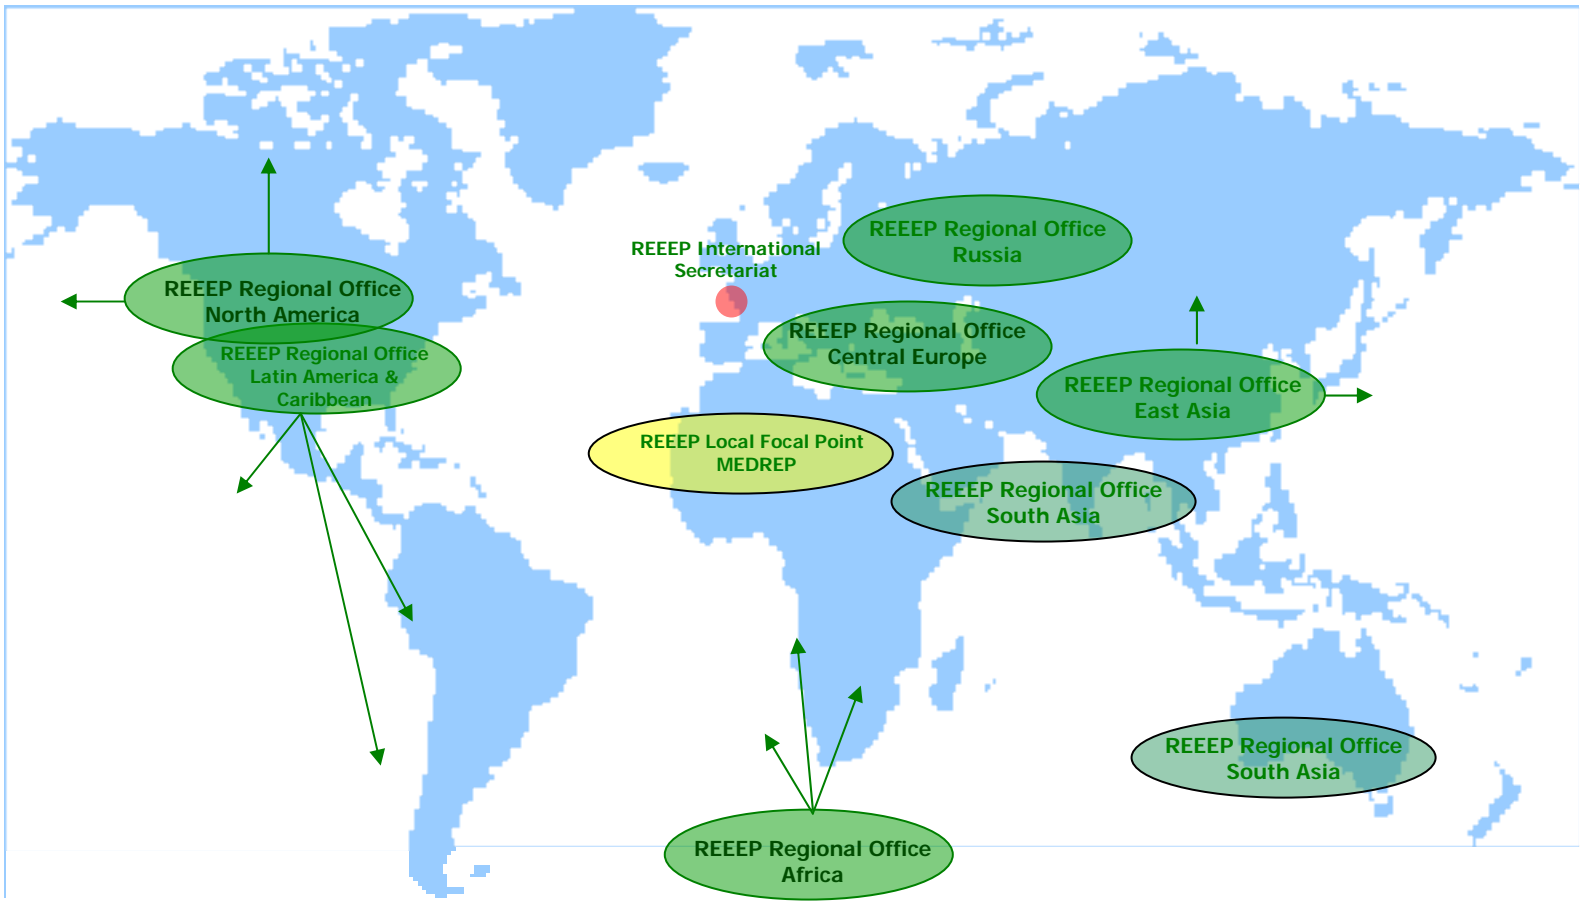 REEEP Regional Office
Russia
REEEP International
Secretariat
REEEP Regional Office
North America
REEEP Regional Office
Central Europe
REEEP Regional Office
Latin America &
Caribbean
REEEP Regional Office
East Asia
REEEP Local Focal Point
MEDREP
REEEP Regional Office
South Asia
REEEP Regional Office
South Asia
REEEP Regional Office
Africa